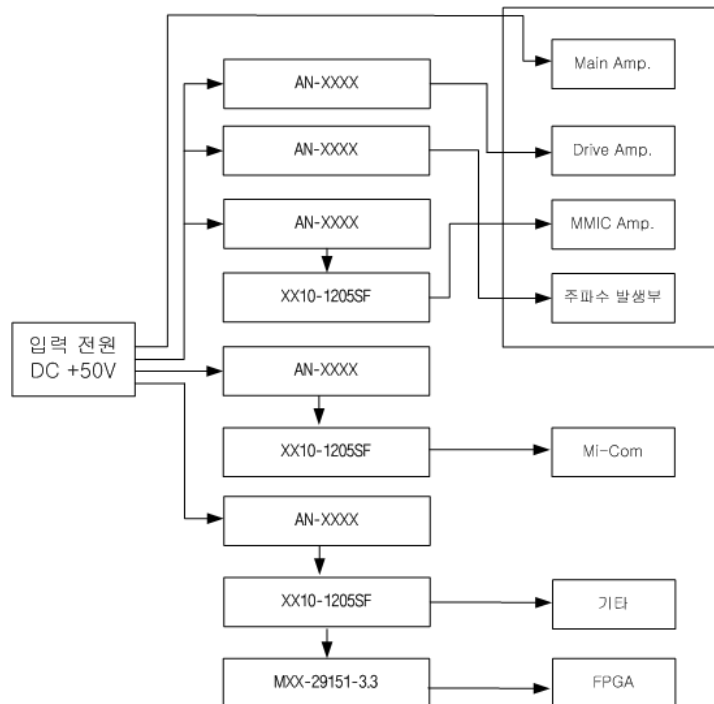 Main Amp.
AN-XXXX
AN-XXXX
Drive Amp.
AN-XXXX
MMIC Amp.
XX10-1205SF
주파수 발생부
입력 전원
DC +50V
AN-XXXX
XX10-1205SF
Mi-Com
AN-XXXX
XX10-1205SF
기타
MXX-29151-3.3
FPGA